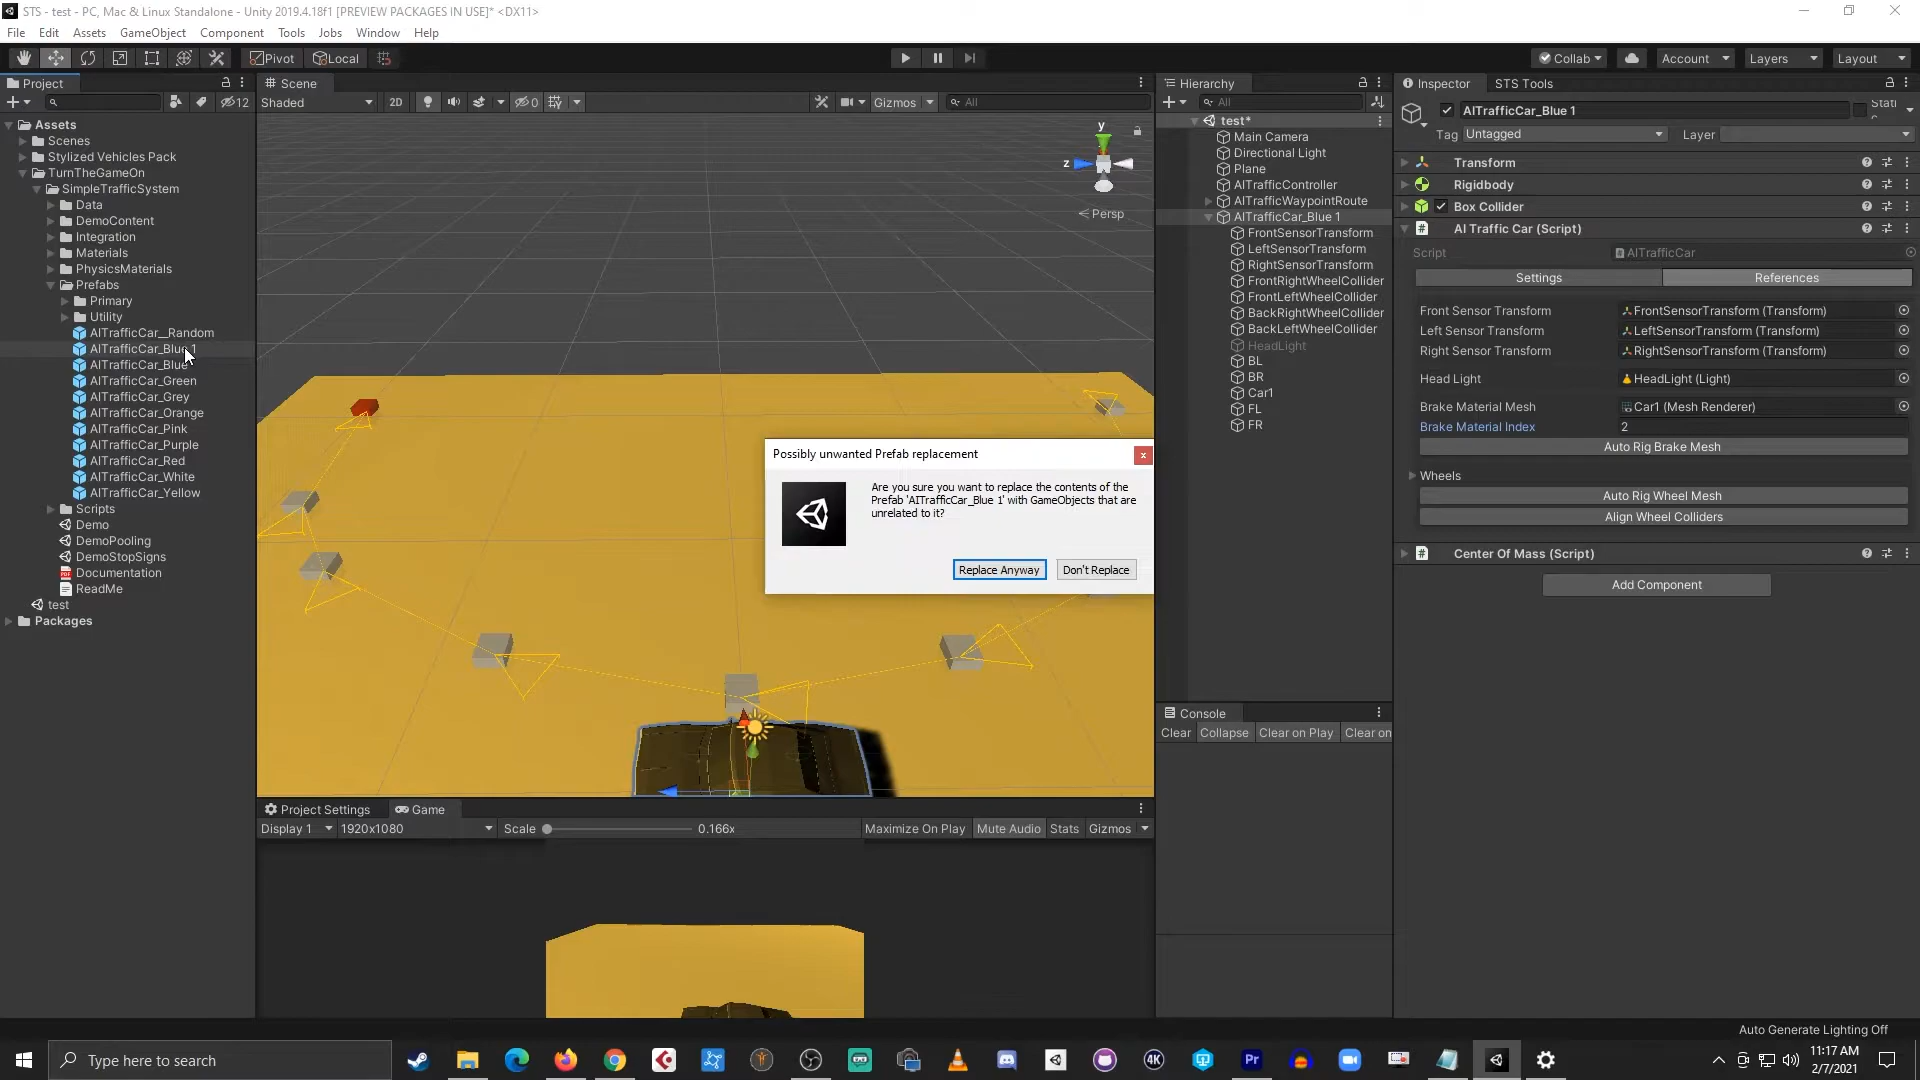 STS - test - PC, Mac & Linux Standalone - Unity 2019.4.18f1 [PREVIEW PACKAGES IN USE]* <DX11>
File Edit Assets GameObject Component Tools Jobs Window Help
Pivot Local Collab Account Layers Layout
Project
12
Assets
Scenes
Stylized Vehicles Pack
TurnTheGameOn
SimpleTrafficSystem
Data
DemoContent
Integration
Materials
PhysicsMaterials
Prefabs
Primary
Utility
AITrafficCar__Random
AITrafficCar_Blue 1
AITrafficCar_Blue
AITrafficCar_Green
AITrafficCar_Grey
AITrafficCar_Orange
AITrafficCar_Pink
AITrafficCar_Purple
AITrafficCar_Red
AITrafficCar_White
AITrafficCar_Yellow
Scripts
Demo
DemoPooling
DemoStopSigns
Documentation
ReadMe
test
Packages
Scene
Shaded 2D 0 Gizmos All
y
z
Persp
Possibly unwanted Prefab replacement
Are you sure you want to replace the contents of the
Prefab 'AITrafficCar_Blue 1' with GameObjects that are
unrelated to it?
Replace Anyway Don't Replace
Project Settings Game
Display 1 1920x1080 Scale 0.166x Maximize On Play Mute Audio Stats Gizmos
Hierarchy
All
test*
Main Camera
Directional Light
Plane
AITrafficController
AITrafficWaypointRoute
AITrafficCar_Blue 1
FrontSensorTransform
LeftSensorTransform
RightSensorTransform
FrontRightWheelCollider
FrontLeftWheelCollider
BackRightWheelCollider
BackLeftWheelCollider
HeadLight
BL
BR
Car1
FL
FR
Console
Clear Collapse Clear on Play Clear on
Inspector STS Tools
AITrafficCar_Blue 1
Stati
c
Tag Untagged Layer
Transform
Rigidbody
Box Collider
AI Traffic Car (Script)
Script AITrafficCar
Settings References
Front Sensor Transform FrontSensorTransform (Transform)
Left Sensor Transform LeftSensorTransform (Transform)
Right Sensor Transform RightSensorTransform (Transform)
Head Light HeadLight (Light)
Brake Material Mesh Car1 (Mesh Renderer)
Brake Material Index 2
Auto Rig Brake Mesh
Wheels
Auto Rig Wheel Mesh
Align Wheel Colliders
Center Of Mass (Script)
Add Component
Auto Generate Lighting Off
Type here to search
4K
Pr
11:17 AM
2/7/2021